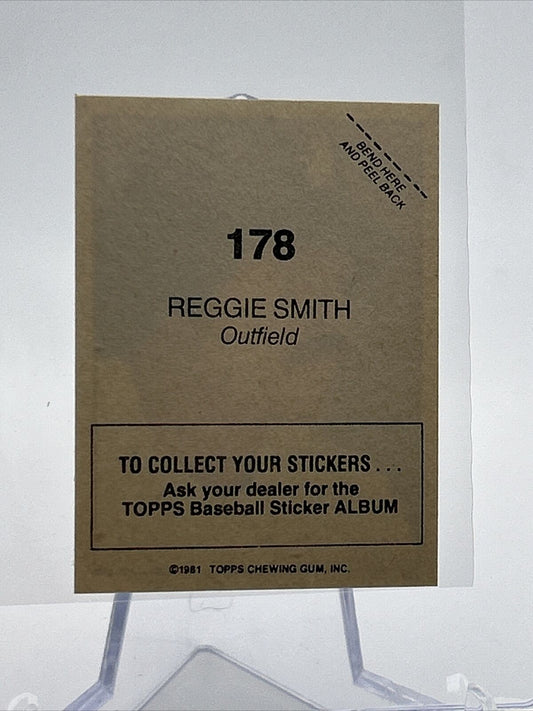 BEND HERE
AND PEEL BACK
178
REGGIE SMITH
Outfield
TO COLLECT YOUR STICKERS...
Ask your dealer for the
TOPPS Baseball Sticker ALBUM
©1981 TOPPS CHEWING GUM, INC.